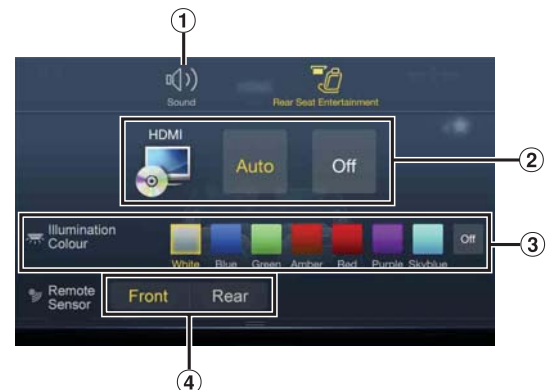 1
Sound
Rear Seat Entertainment
HDMI
Auto
Off
2
Illumination
Colour
White
Blue
Green
Amber
Red
Purple
Skyblue
Off
3
Remote
Sensor
Front
Rear
4